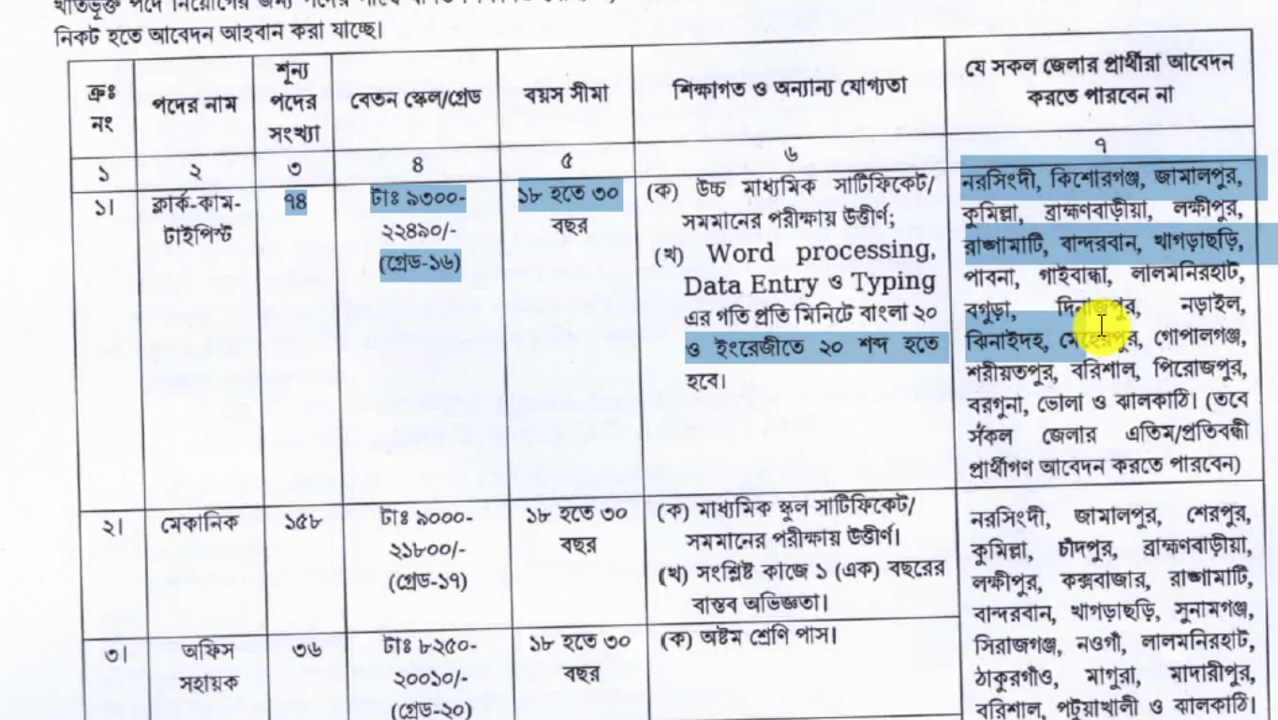 খাতভূক্ত পদে নিয়োগের জন্য পদের পাশে
নিকট হতে আবেদন আহবান করা যাচ্ছে।
ক্রঃ নং
পদের নাম
শূন্য পদের সংখ্যা
বেতন স্কেল/গ্রেড
বয়স সীমা
শিক্ষাগত ও অন্যান্য যোগ্যতা
যে সকল জেলার প্রার্থীরা আবেদন
করতে পারবেন না
১
২
৩
৪
৫
৬
৭
১।
ক্লার্ক-কাম-
টাইপিস্ট
৭৪
টাঃ ৯৩০০-
২২৪৯০/-
(গ্রেড-১৬)
১৮ হতে ৩০
বছর
(ক) উচ্চ মাধ্যমিক সার্টিফিকেট/
সমমানের পরীক্ষায় উত্তীর্ণ;
(খ) Word processing,
Data Entry ও Typing
এর গতি প্রতি মিনিটে বাংলা ২০
ও ইংরেজীতে ২০ শব্দ হতে
হবে।
নরসিংদী, কিশোরগঞ্জ, জামালপুর,
কুমিল্লা, ব্রাহ্মণবাড়ীয়া, লক্ষীপুর,
রাঙ্গামাটি, বান্দরবান, খাগড়াছড়ি,
পাবনা, গাইবান্ধা, লালমনিরহাট,
বগুড়া, দিনাজপুর, নড়াইল,
ঝিনাইদহ, মেহেরপুর, গোপালগঞ্জ,
শরীয়তপুর, বরিশাল, পিরোজপুর,
বরগুনা, ভোলা ও ঝালকাঠি। (তবে
সকল জেলার এতিম/প্রতিবন্ধী
প্রার্থীগণ আবেদন করতে পারবেন)
২।
মেকানিক
১৫৮
টাঃ ৯০০০-
২১৮০০/-
(গ্রেড-১৭)
১৮ হতে ৩০
বছর
(ক) মাধ্যমিক স্কুল সার্টিফিকেট/
সমমানের পরীক্ষায় উত্তীর্ণ।
(খ) সংশ্লিষ্ট কাজে ১ (এক) বছরের
বাস্তব অভিজ্ঞতা।
নরসিংদী, জামালপুর, শেরপুর,
কুমিল্লা, চাঁদপুর, ব্রাহ্মণবাড়ীয়া,
লক্ষীপুর, কক্সবাজার, রাঙ্গামাটি,
বান্দরবান, খাগড়াছড়ি, সুনামগঞ্জ,
সিরাজগঞ্জ, নওগাঁ, লালমনিরহাট,
ঠাকুরগাঁও, মাগুরা, মাদারীপুর,
বরিশাল, পটুয়াখালী ও ঝালকাঠি।
৩।
অফিস
সহায়ক
৩৬
টাঃ ৮২৫০-
২০০১০/-
(গ্রেড-২০)
১৮ হতে ৩০
বছর
(ক) অষ্টম শ্রেণি পাস।